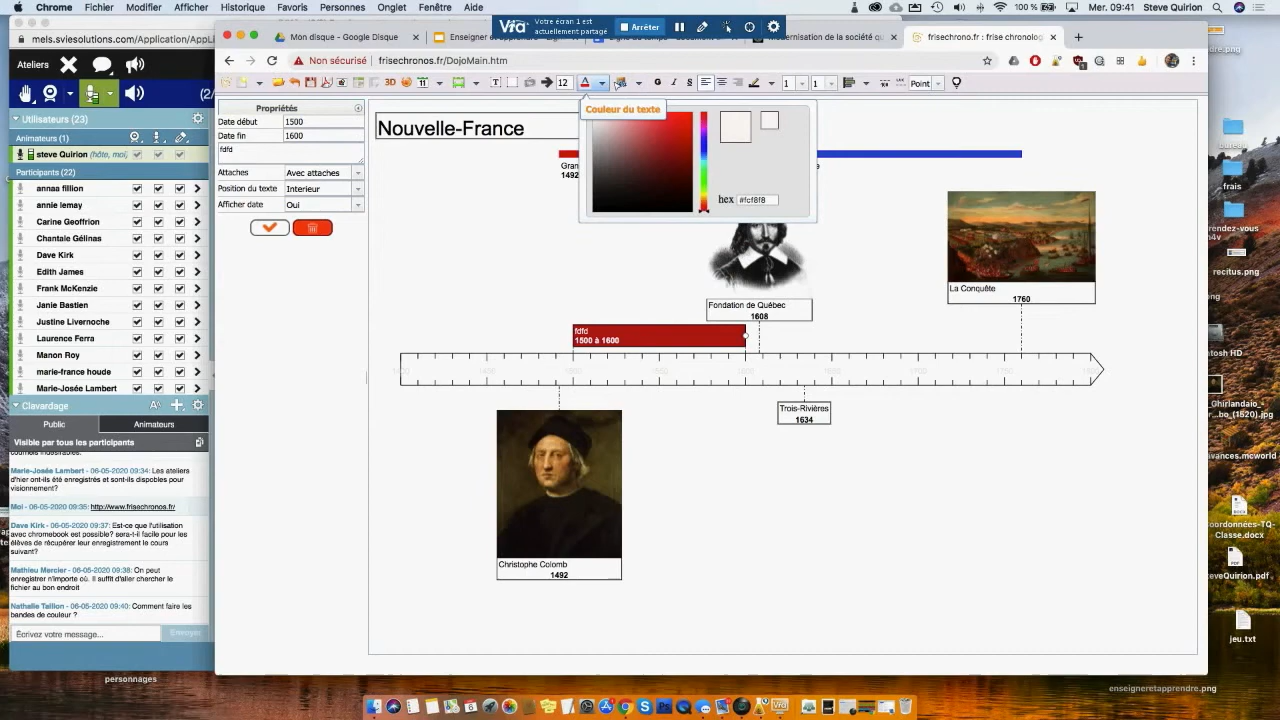 Chrome Fichier Modifier Afficher Historique Favoris Personnes Onglet Fenêtre Aide 100 % Mer. 09:41 Steve Quirion
Via Votre écran 1 est actuellement partagé Arrêter
mels.sviesolutions.com/Application/AppL
Mon disque - Google Disque
frisechrono.fr : frise chronolog
Non sécurisé | frisechronos.fr/DojoMain.htm
Ateliers
12 1 1 Point
Couleur du texte
hex #fcf8f8
Propriétés
Date début 1500
Date fin 1600
fdfd
Attaches Avec attaches
Position du texte Interieur
Afficher date Oui
Utilisateurs (23)
Animateurs (1)
steve Quirion (hôte, moi)
Participants (22)
annaa fillion
annie lemay
Carine Geoffrion
Chantale Gélinas
Dave Kirk
Edith James
Frank McKenzie
Janie Bastien
Justine Livernoche
Laurence Ferra
Manon Roy
marie-france houde
Marie-Josée Lambert
Clavardage
Public Animateurs
Visible par tous les participants
Marie-Josée Lambert - 06-05-2020 09:34: Les ateliers
d'hier ont-ils été enregistrés et sont-ils dispobles pour
visionnement?
Moi - 06-05-2020 09:35: http://www.frisechronos.fr/
Dave Kirk - 06-05-2020 09:37: Est-ce que l'utilisation
avec chromebook est possible? sera-t-il facile pour les
élèves de récupérer leur enregistrement le cours
suivant?
Mathieu Mercier - 06-05-2020 09:38: On peut
enregistrer n'importe où. Il suffit d'aller chercher le
fichier au bon endroit
Nathalie Taillon - 06-05-2020 09:40: Comment faire les
bandes de couleur ?
Écrivez votre message... Envoyer
personnages
Nouvelle-France
1492
Fondation de Québec
1608
La Conquête
1760
fdfd
1500 à 1600
Trois-Rivières
1634
Christophe Colomb
1492
frais
recitus.png
jeu.txt
enseigneretapprendre.png